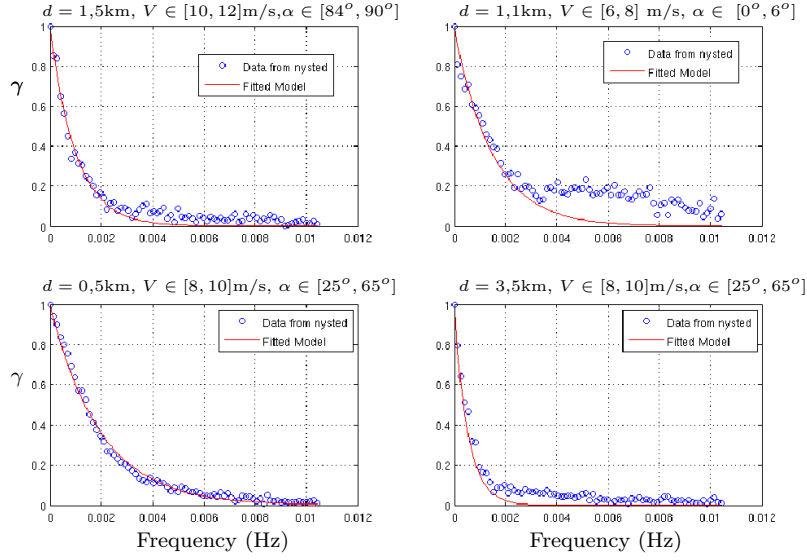 d = 1,5km, V ∈ [10, 12]m/s, α ∈ [84°, 90°]
1
0.8
0.6
0.4
0.2
0
γ
Data from nysted
Fitted Model
0 0.002 0.004 0.006 0.008 0.01 0.012
d = 1,1km, V ∈ [6, 8] m/s, α ∈ [0°, 6°]
1
0.8
0.6
0.4
0.2
0
Data from nysted
Fitted Model
0 0.002 0.004 0.006 0.008 0.01 0.012
d = 0,5km, V ∈ [8, 10]m/s, α ∈ [25°, 65°]
1
0.8
0.6
0.4
0.2
0
γ
Data from nysted
Fitted Model
0 0.002 0.004 0.006 0.008 0.01 0.012
Frequency (Hz)
d = 3,5km, V ∈ [8, 10]m/s, α ∈ [25°, 65°]
1
0.8
0.6
0.4
0.2
0
Data from nysted
Fitted Model
0 0.002 0.004 0.006 0.008 0.01 0.012
Frequency (Hz)